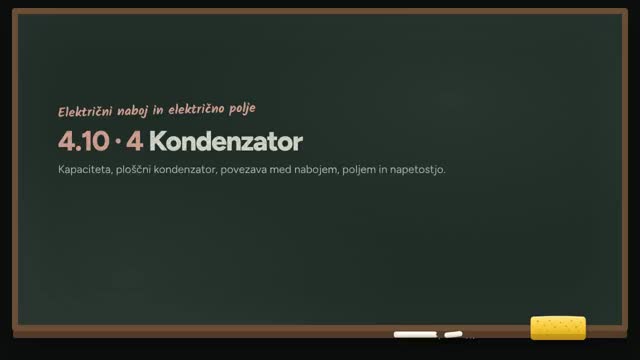 Električni naboj in električno polje
4.10 · 4 Kondenzator
Kapaciteta, ploščni kondenzator, povezava med nabojem, poljem in napetostjo.